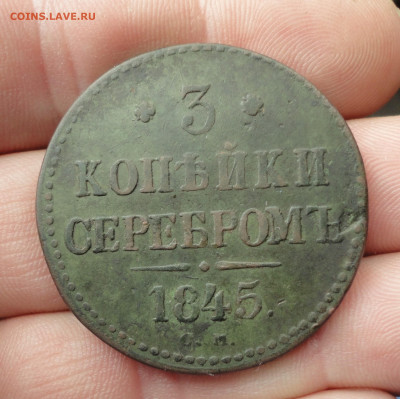 COINS.LAVE.RU
* 3 *
КОПѢЙКИ
СЕРЕБРОМЪ
1845.
С. М.